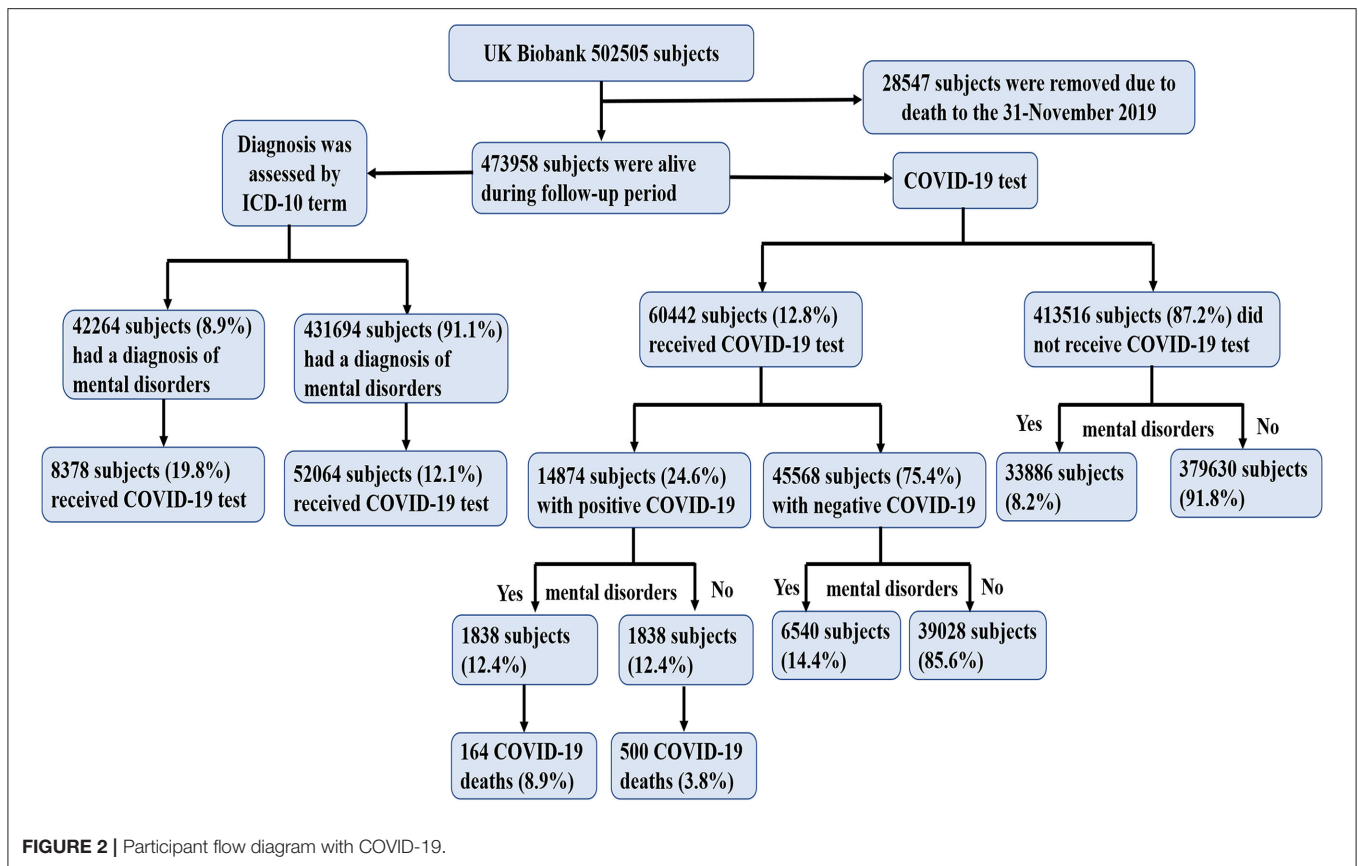 UK Biobank 502505 subjects
28547 subjects were removed due to
death to the 31-November 2019
Diagnosis was
assessed by
ICD-10 term
473958 subjects were alive
during follow-up period
COVID-19 test
42264 subjects (8.9%)
had a diagnosis of
mental disorders
431694 subjects (91.1%)
had a diagnosis of
mental disorders
60442 subjects (12.8%)
received COVID-19 test
413516 subjects (87.2%) did
not receive COVID-19 test
8378 subjects (19.8%)
received COVID-19 test
52064 subjects (12.1%)
received COVID-19 test
14874 subjects (24.6%)
with positive COVID-19
45568 subjects (75.4%)
with negative COVID-19
Yes mental disorders No
33886 subjects
(8.2%)
379630 subjects
(91.8%)
Yes mental disorders No
Yes mental disorders No
1838 subjects
(12.4%)
1838 subjects
(12.4%)
6540 subjects
(14.4%)
39028 subjects
(85.6%)
164 COVID-19
deaths (8.9%)
500 COVID-19
deaths (3.8%)
FIGURE 2 | Participant flow diagram with COVID-19.